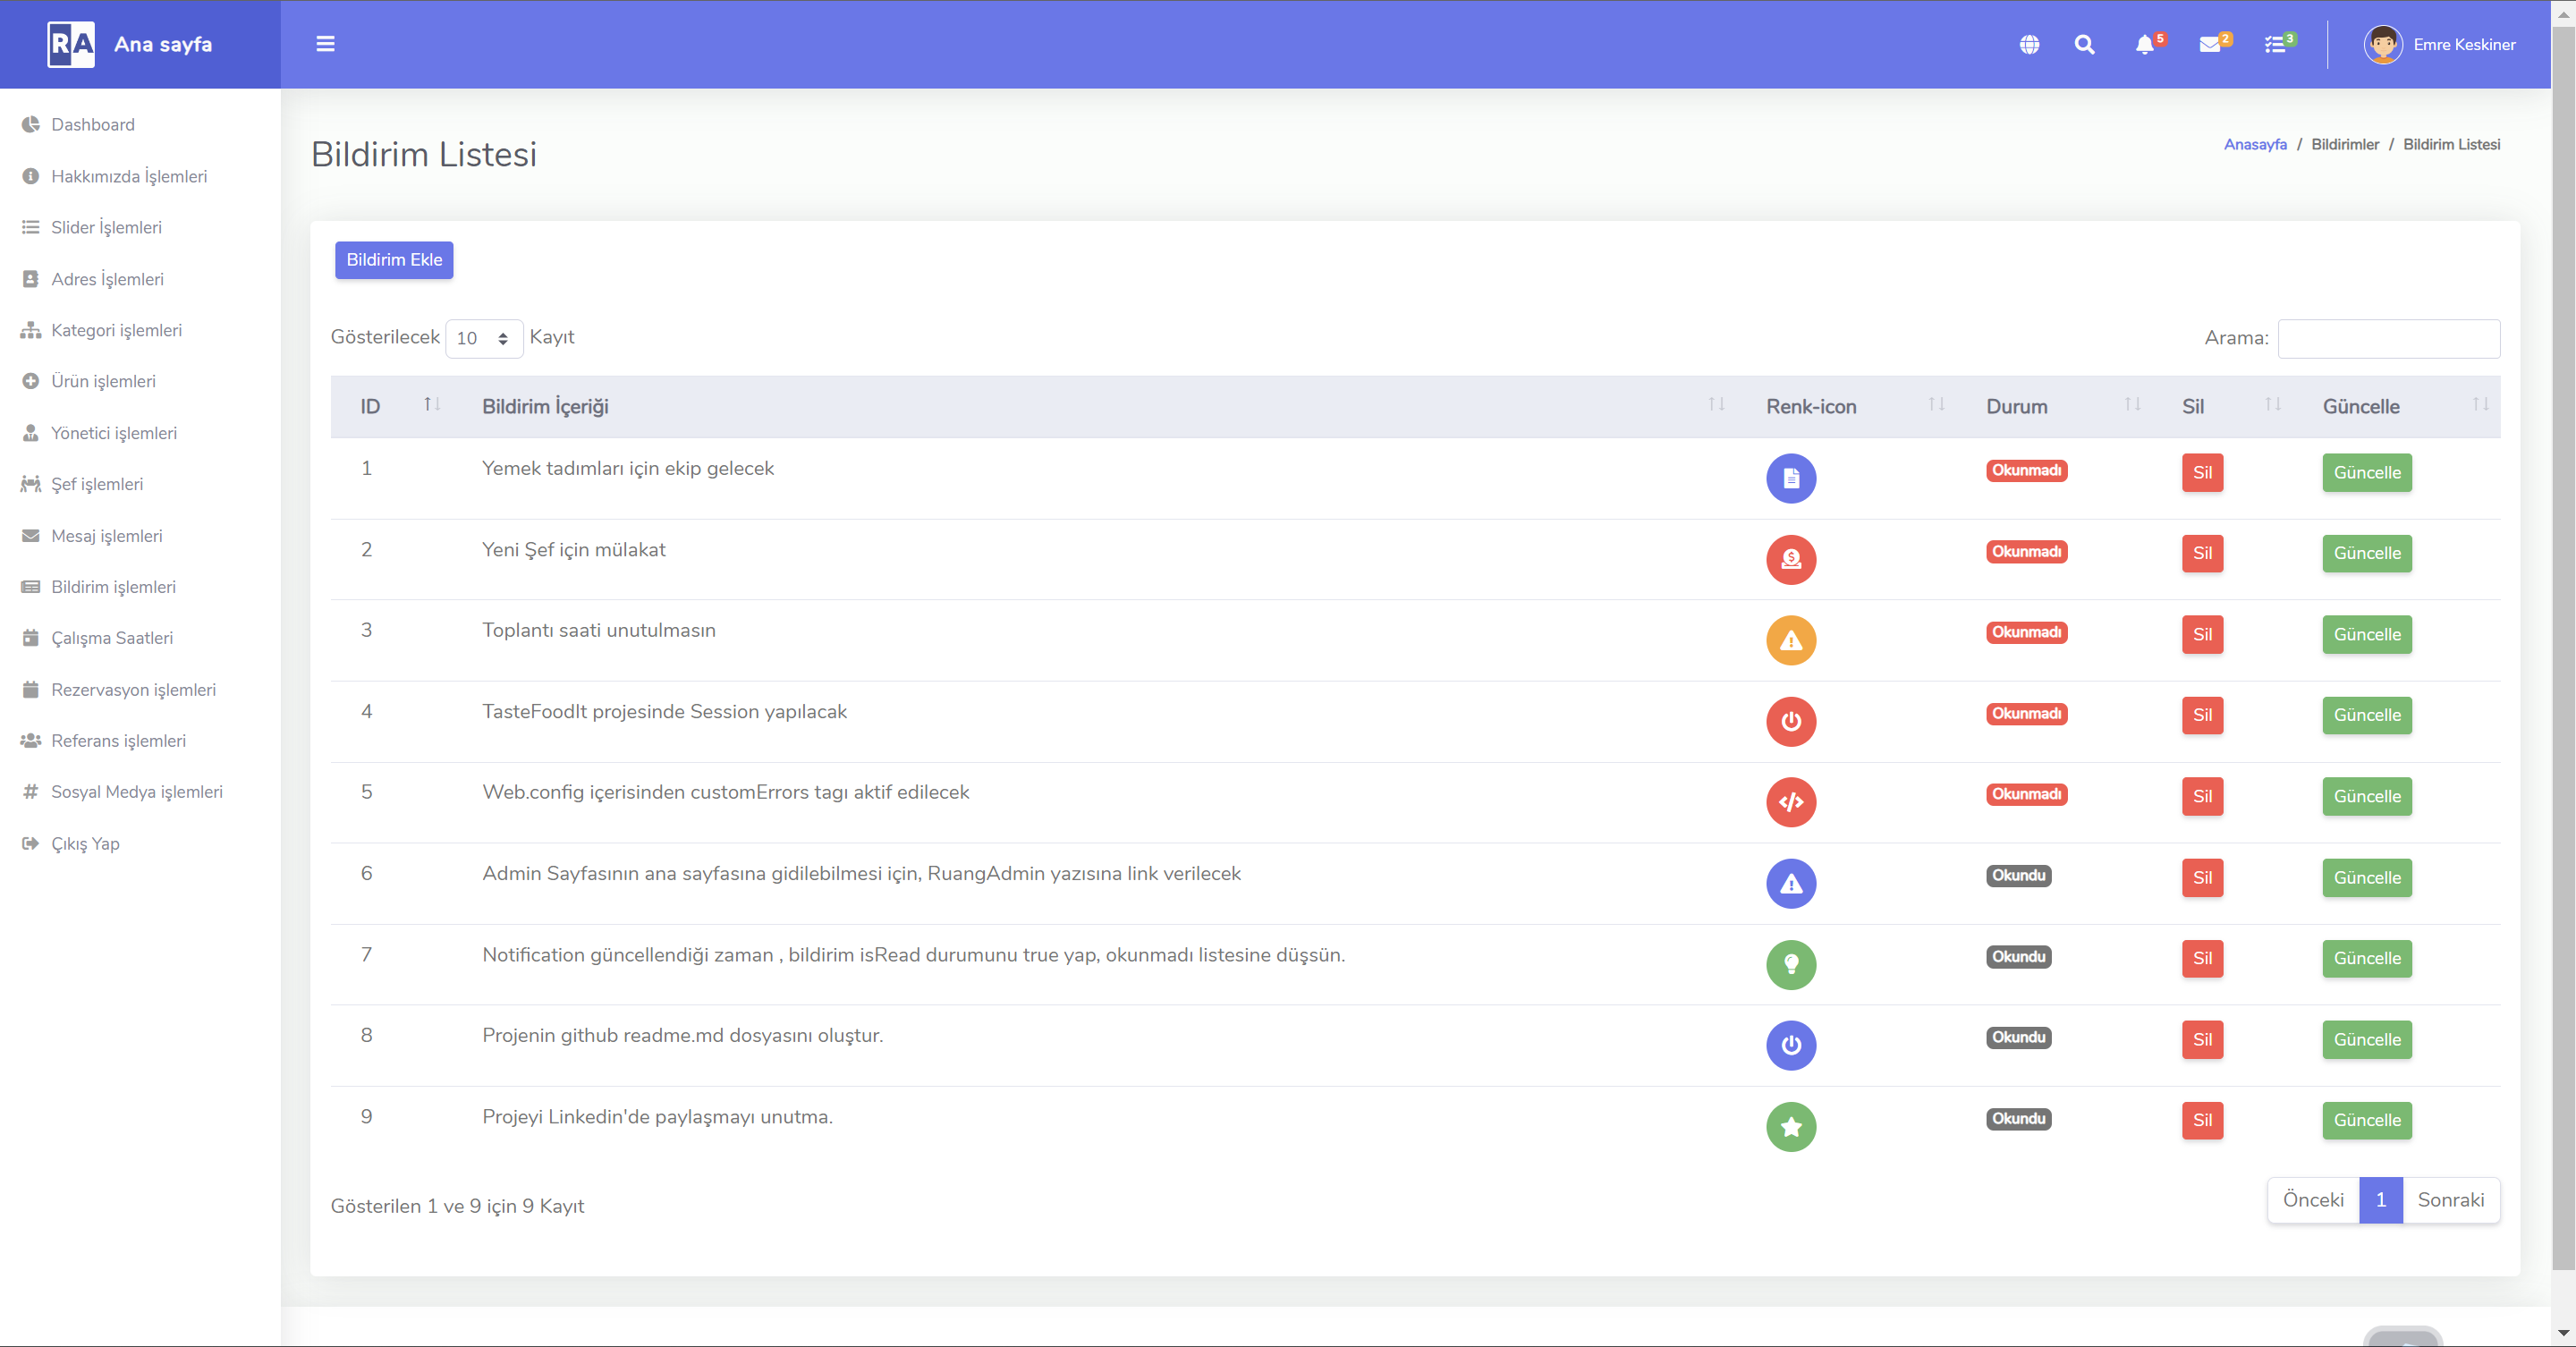 RA Ana sayfa
5
2
3
Emre Keskiner
Dashboard
Hakkımızda İşlemleri
Slider İşlemleri
Adres İşlemleri
Kategori işlemleri
Ürün işlemleri
Yönetici işlemleri
Şef işlemleri
Mesaj işlemleri
Bildirim işlemleri
Çalışma Saatleri
Rezervasyon işlemleri
Referans işlemleri
Sosyal Medya işlemleri
Çıkış Yap
Bildirim Listesi
Anasayfa / Bildirimler / Bildirim Listesi
Bildirim Ekle
Gösterilecek 10 Kayıt
Arama:
ID Bildirim İçeriği Renk-icon Durum Sil Güncelle
1 Yemek tadımları için ekip gelecek Okunmadı Sil Güncelle
2 Yeni Şef için mülakat Okunmadı Sil Güncelle
3 Toplantı saati unutulmasın Okunmadı Sil Güncelle
4 TasteFoodIt projesinde Session yapılacak Okunmadı Sil Güncelle
5 Web.config içerisinden customErrors tagı aktif edilecek Okunmadı Sil Güncelle
6 Admin Sayfasının ana sayfasına gidilebilmesi için, RuangAdmin yazısına link verilecek Okundu Sil Güncelle
7 Notification güncellendiği zaman , bildirim isRead durumunu true yap, okunmadı listesine düşsün. Okundu Sil Güncelle
8 Projenin github readme.md dosyasını oluştur. Okundu Sil Güncelle
9 Projeyi Linkedin'de paylaşmayı unutma. Okundu Sil Güncelle
Gösterilen 1 ve 9 için 9 Kayıt
Önceki 1 Sonraki